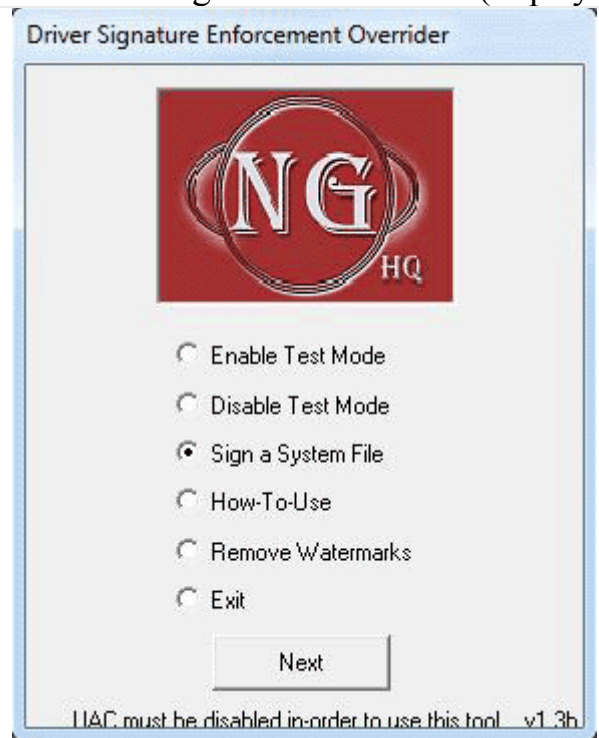 Driver Signature Enforcement Overrider
NG
HQ
Enable Test Mode
Disable Test Mode
Sign a System File
How-To-Use
Remove Watermarks
Exit
Next
UAC must be disabled in-order to use this tool v1.3b